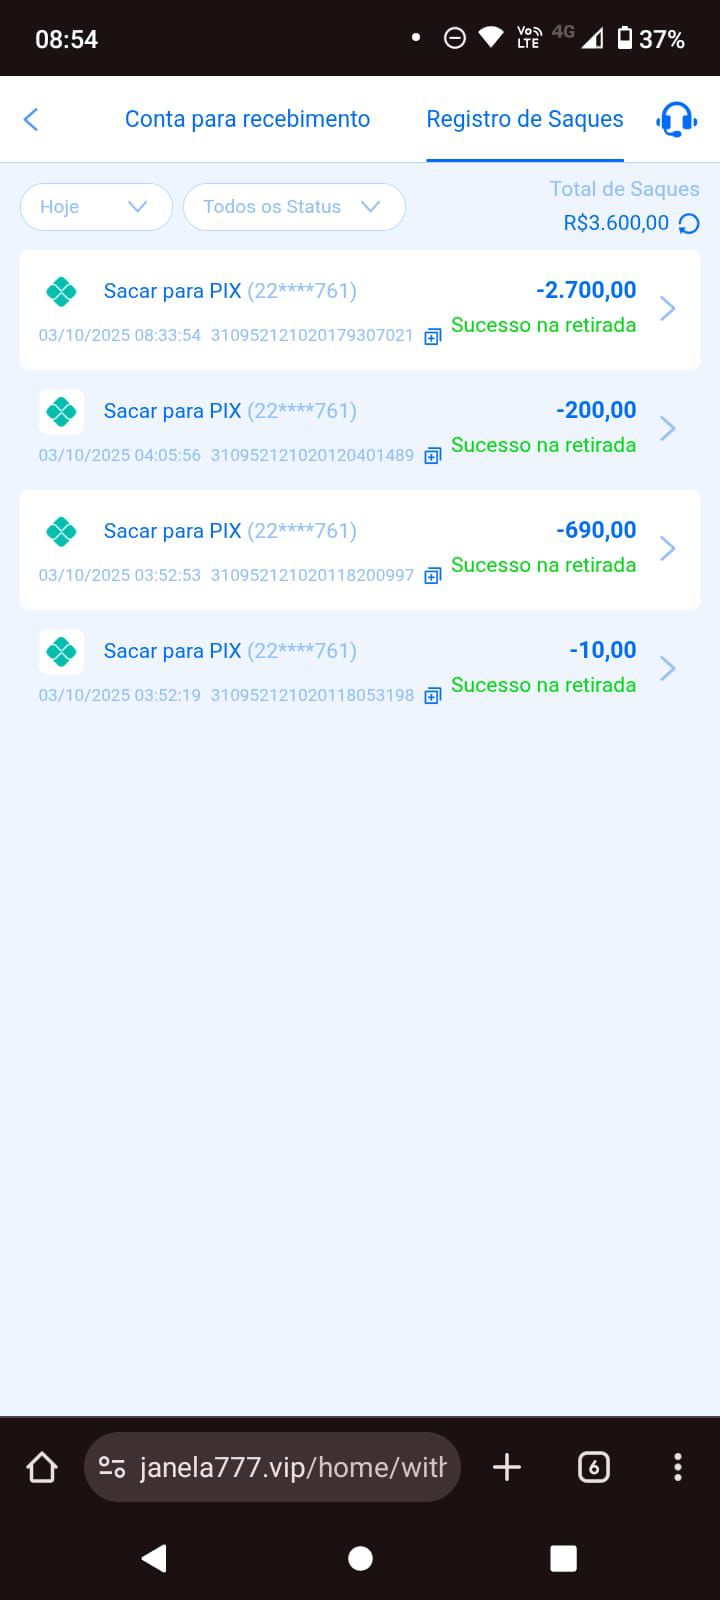 08:54
Vo LTE 4G 37%
Conta para recebimento Registro de Saques
Hoje Todos os Status Total de Saques
R$3.600,00
Sacar para PIX (22****761) -2.700,00
03/10/2025 08:33:54 310952121020179307021 Sucesso na retirada
Sacar para PIX (22****761) -200,00
03/10/2025 04:05:56 310952121020120401489 Sucesso na retirada
Sacar para PIX (22****761) -690,00
03/10/2025 03:52:53 310952121020118200997 Sucesso na retirada
Sacar para PIX (22****761) -10,00
03/10/2025 03:52:19 310952121020118053198 Sucesso na retirada
janela777.vip/home/with
6